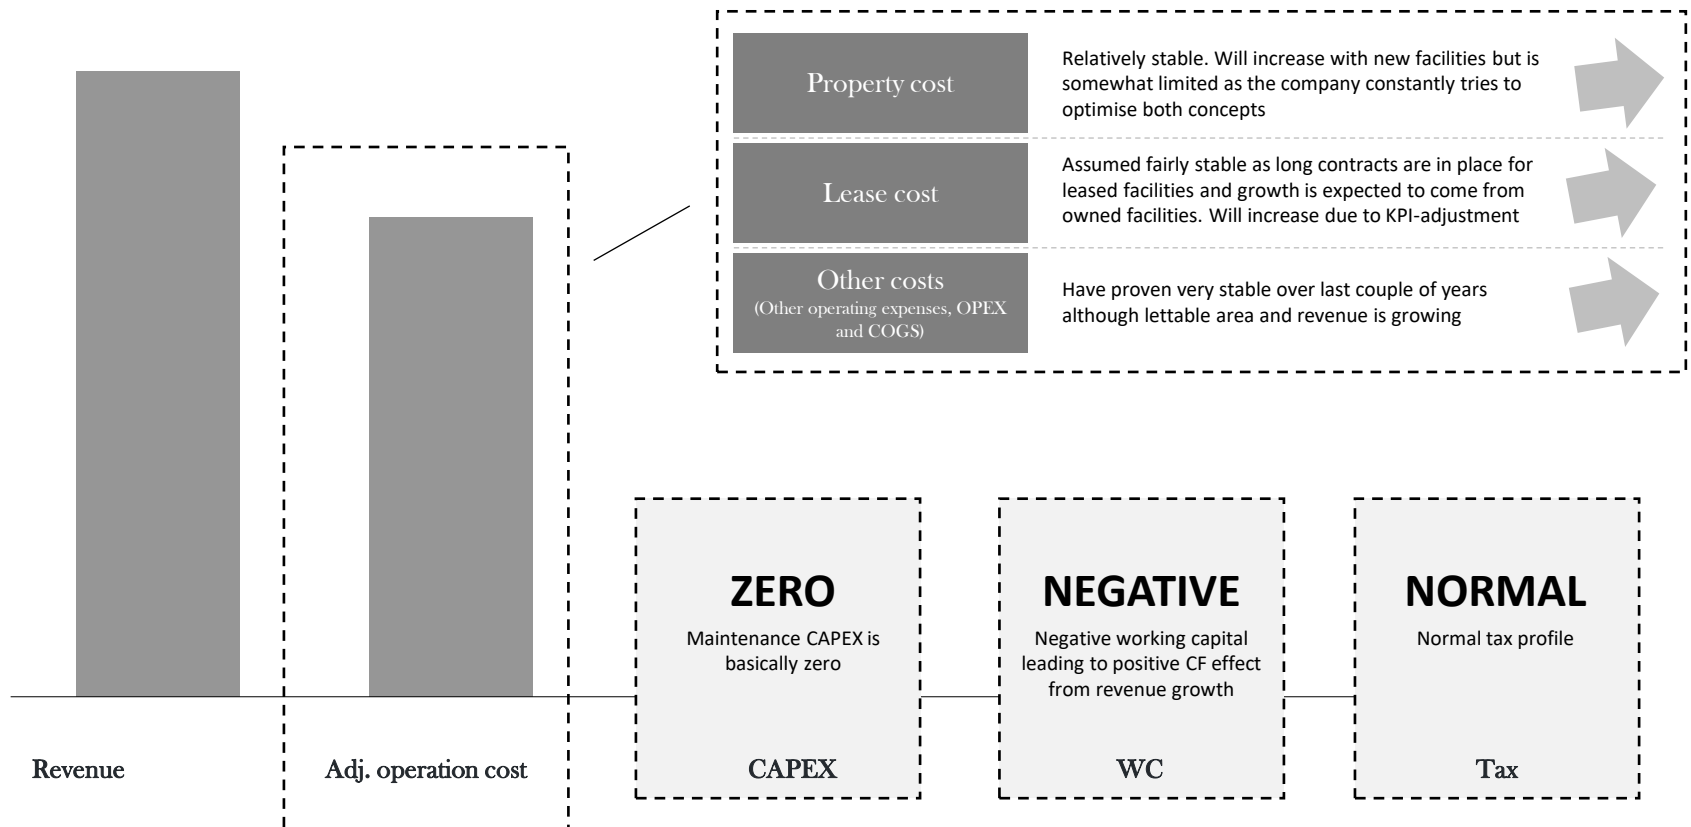 Property cost
Relatively stable. Will increase with new facilities but is
somewhat limited as the company constantly tries to
optimise both concepts
Lease cost
Assumed fairly stable as long contracts are in place for
leased facilities and growth is expected to come from
owned facilities. Will increase due to KPI-adjustment
Other costs
(Other operating expenses, OPEX
and COGS)
Have proven very stable over last couple of years
although lettable area and revenue is growing
ZERO
Maintenance CAPEX is
basically zero
NEGATIVE
Negative working capital
leading to positive CF effect
from revenue growth
NORMAL
Normal tax profile
Revenue
Adj. operation cost
CAPEX
WC
Tax